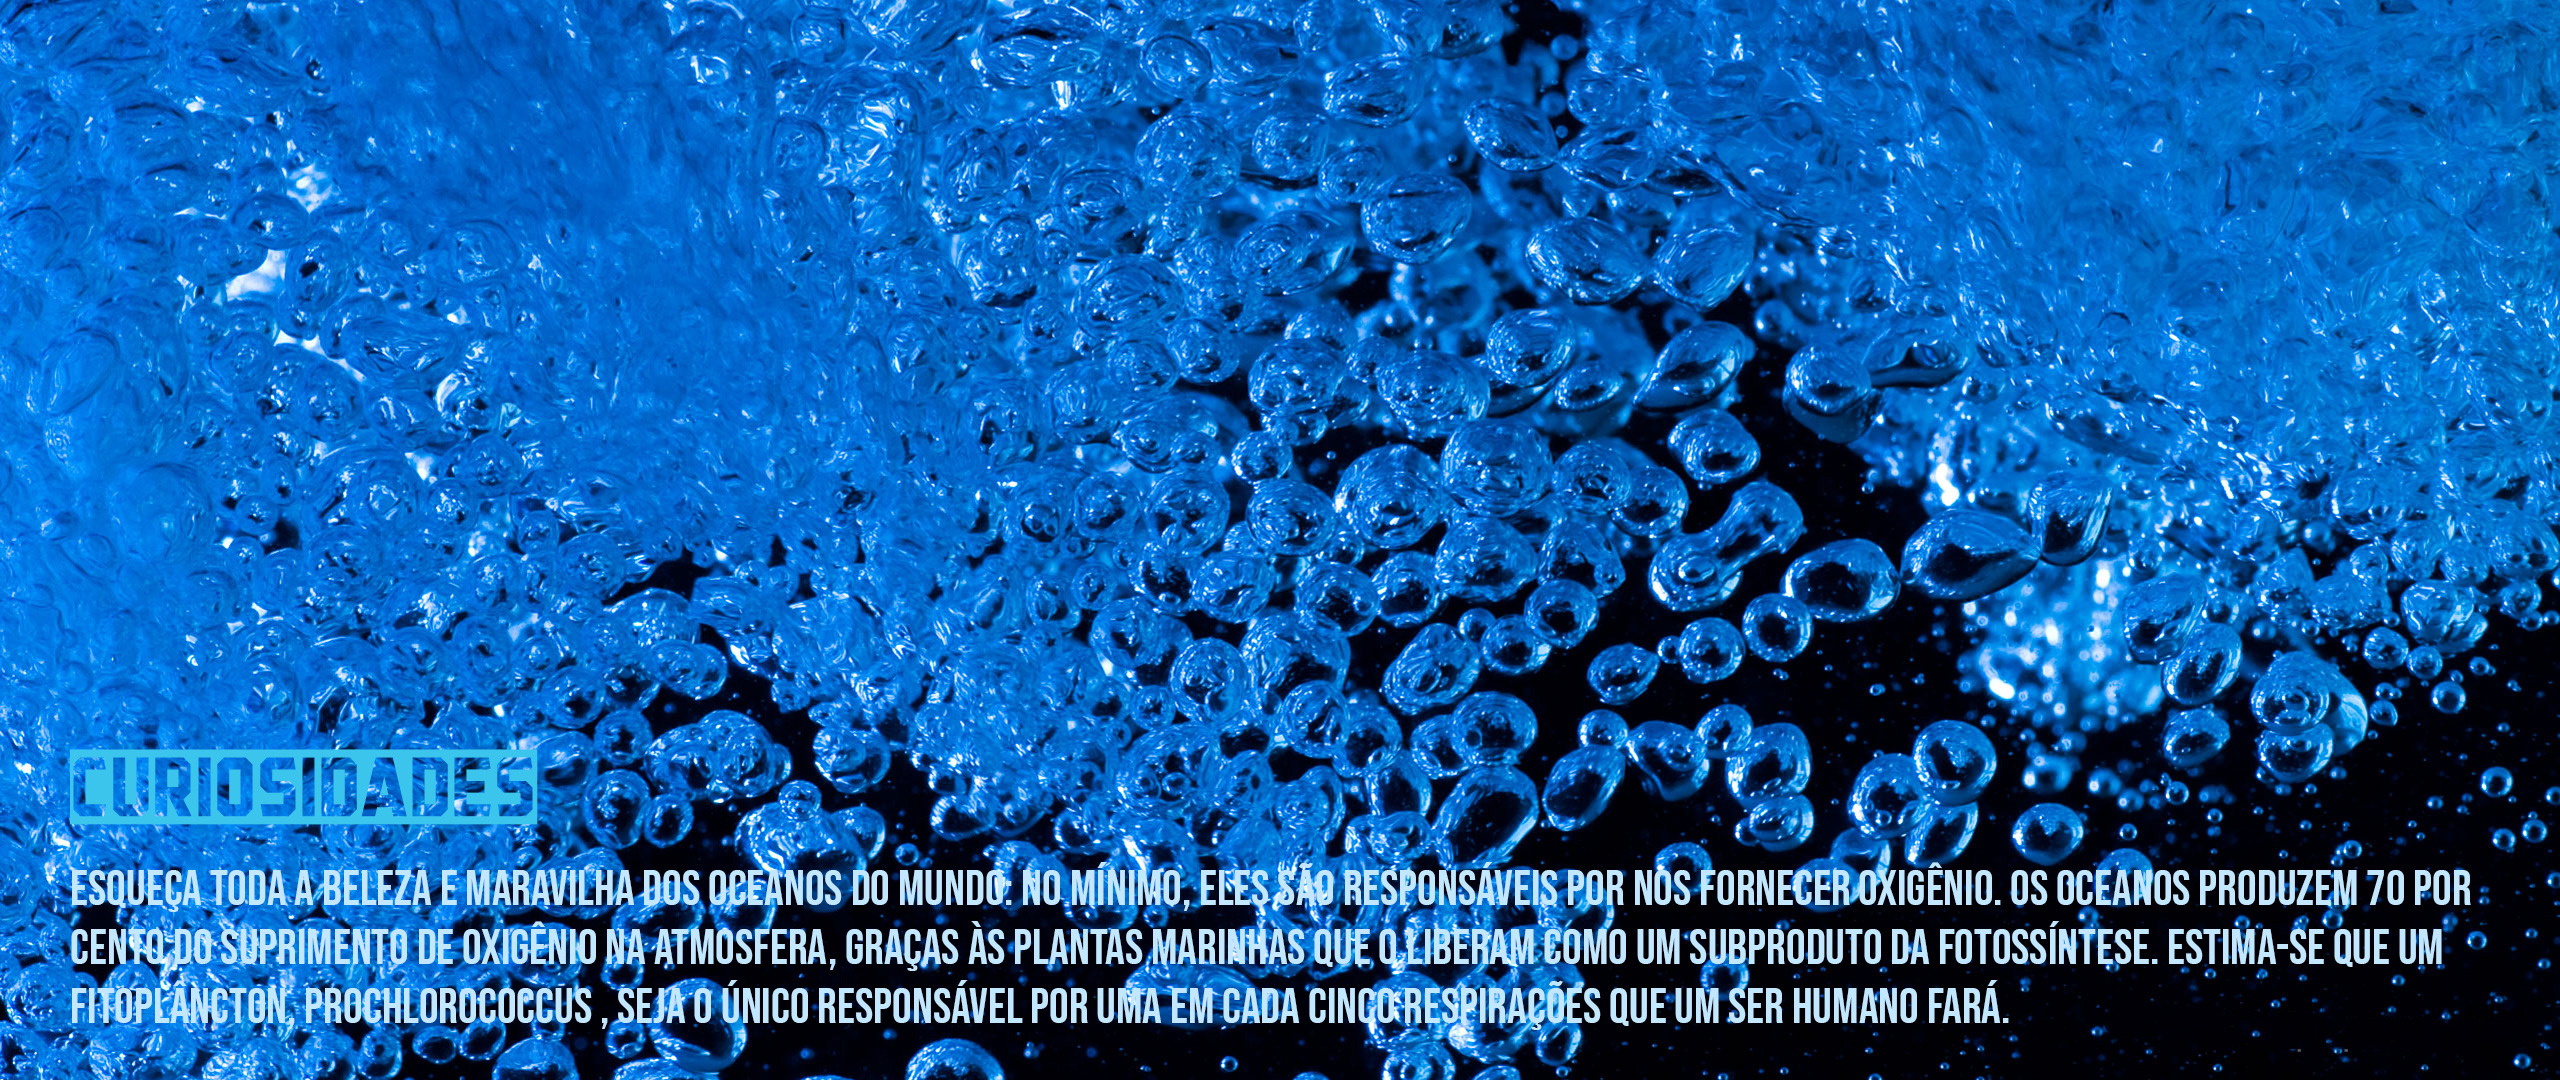 CURIOSIDADES
ESQUEÇA TODA A BELEZA E MARAVILHA DOS OCEANOS DO MUNDO: NO MÍNIMO, ELES SÃO RESPONSÁVEIS POR NOS FORNECER OXIGÊNIO. OS OCEANOS PRODUZEM 70 POR
CENTO DO SUPRIMENTO DE OXIGÊNIO NA ATMOSFERA, GRAÇAS ÀS PLANTAS MARINHAS QUE O LIBERAM COMO UM SUBPRODUTO DA FOTOSSÍNTESE. ESTIMA-SE QUE UM
FITOPLÂNCTON, PROCHLOROCOCCUS , SEJA O ÚNICO RESPONSÁVEL POR UMA EM CADA CINCO RESPIRAÇÕES QUE UM SER HUMANO FARÁ.